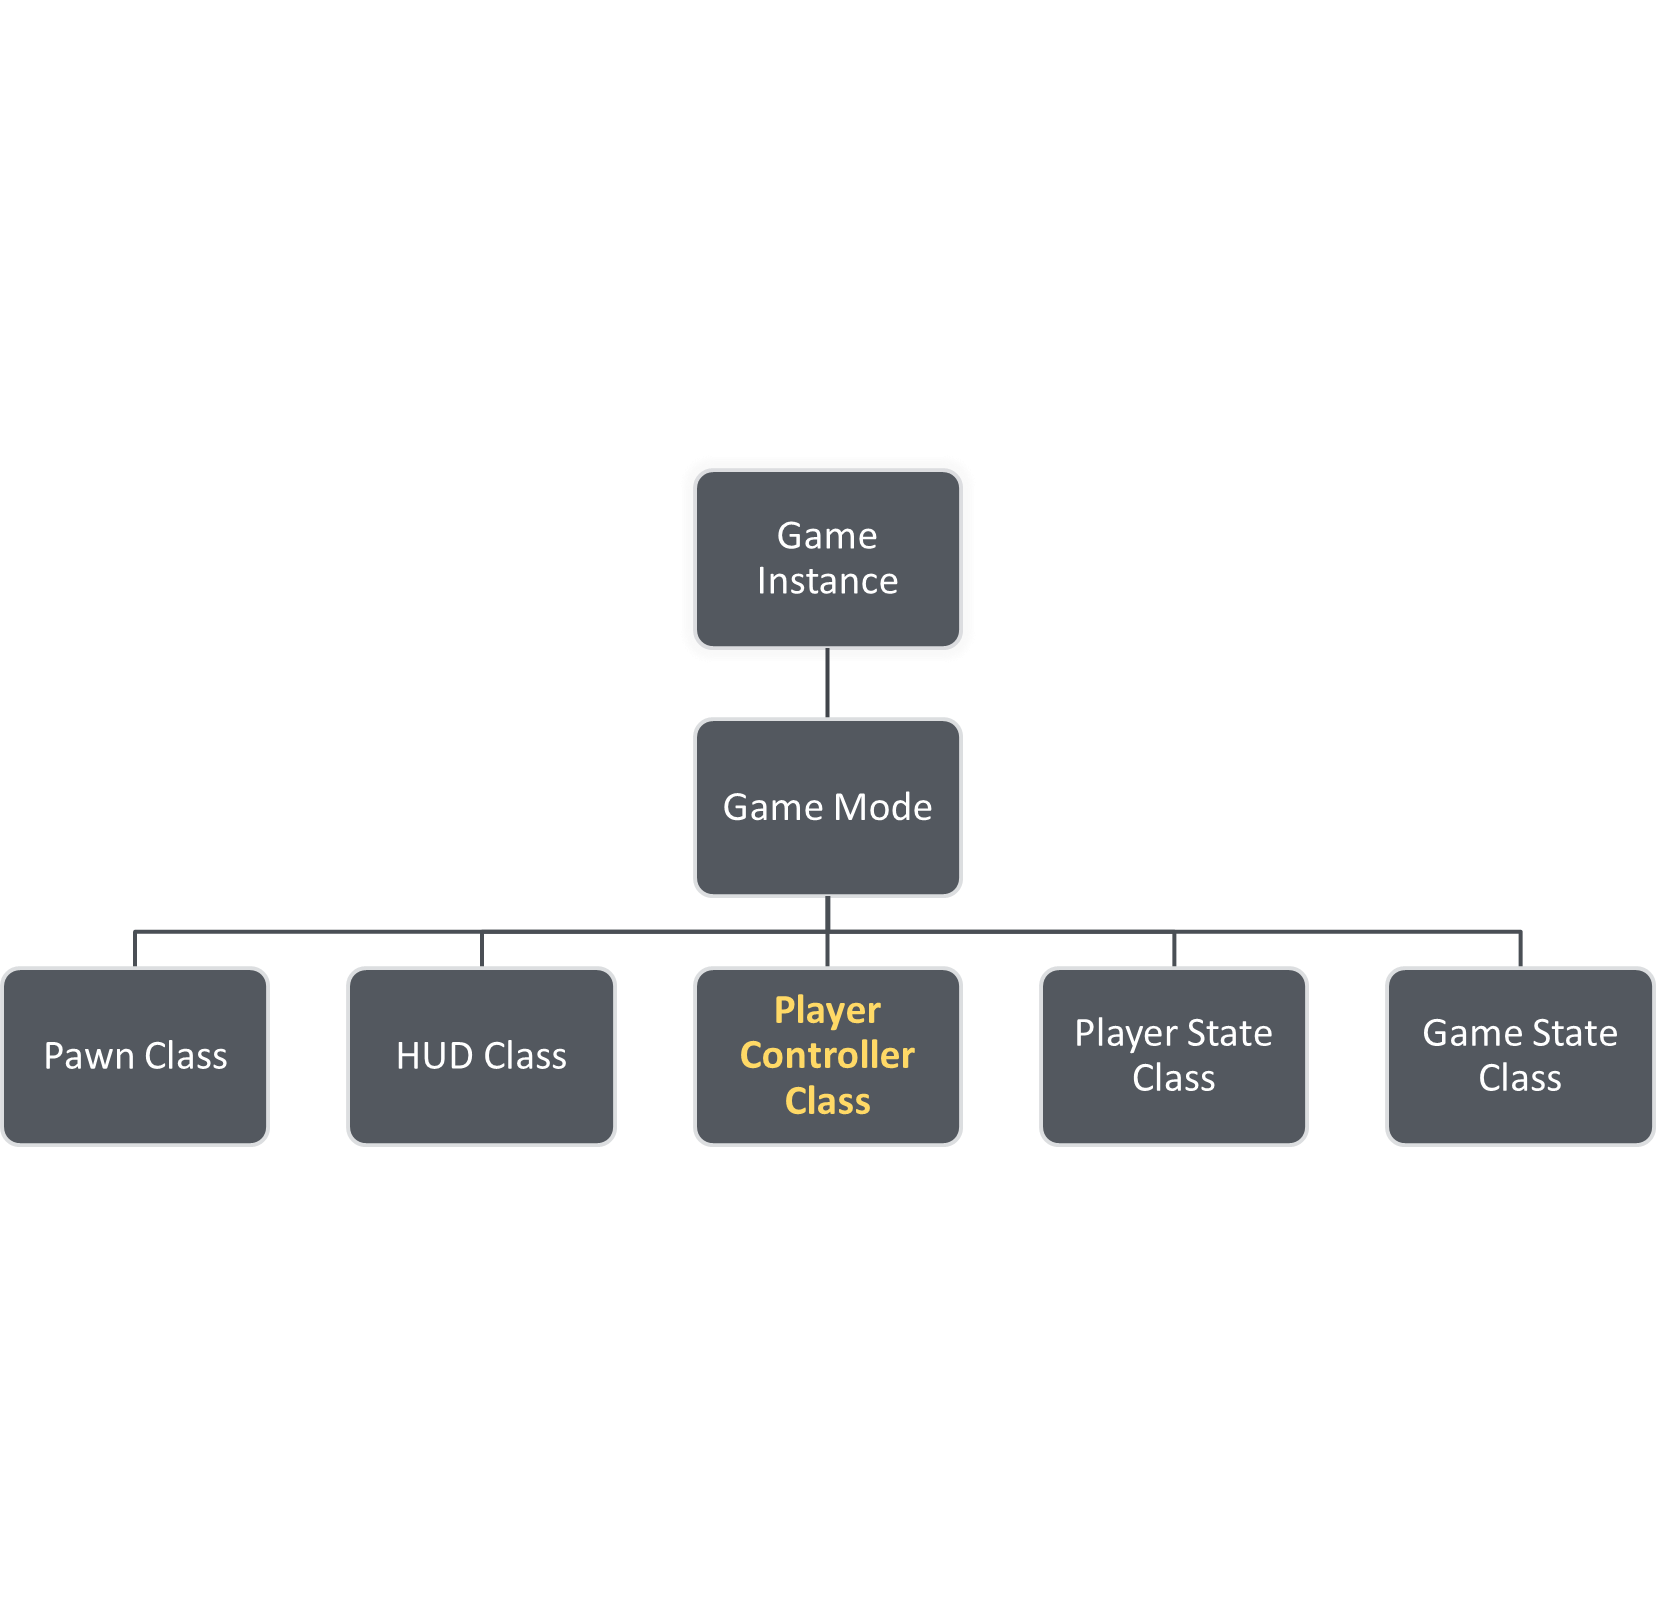 Game
Instance
Game Mode
Pawn Class
HUD Class
Player
Controller
Class
Player State
Class
Game State
Class